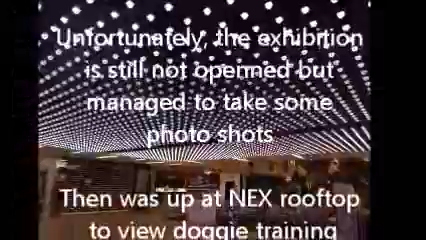 Unfortunately, the exhibition
is still not openned but
managed to take some
photo shots
Then was up at NEX rooftop
to view doggie training